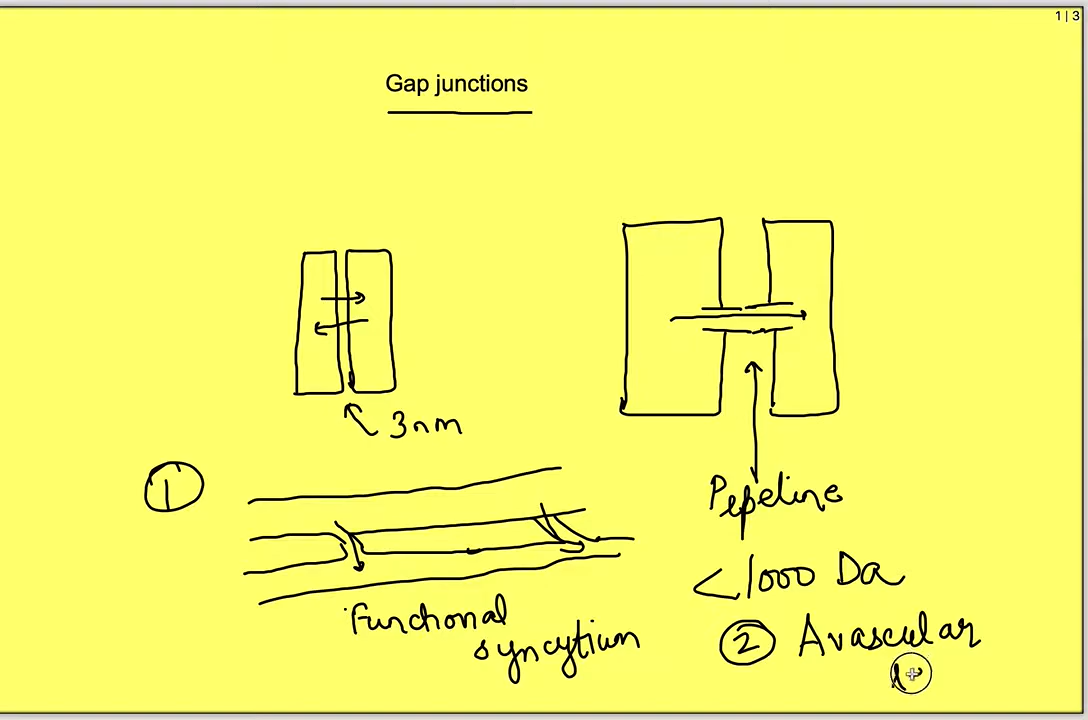 1 | 3
Gap junctions
3nm
Pepeline
<1000 Da
1
Functional
syncytium
2 Avascular